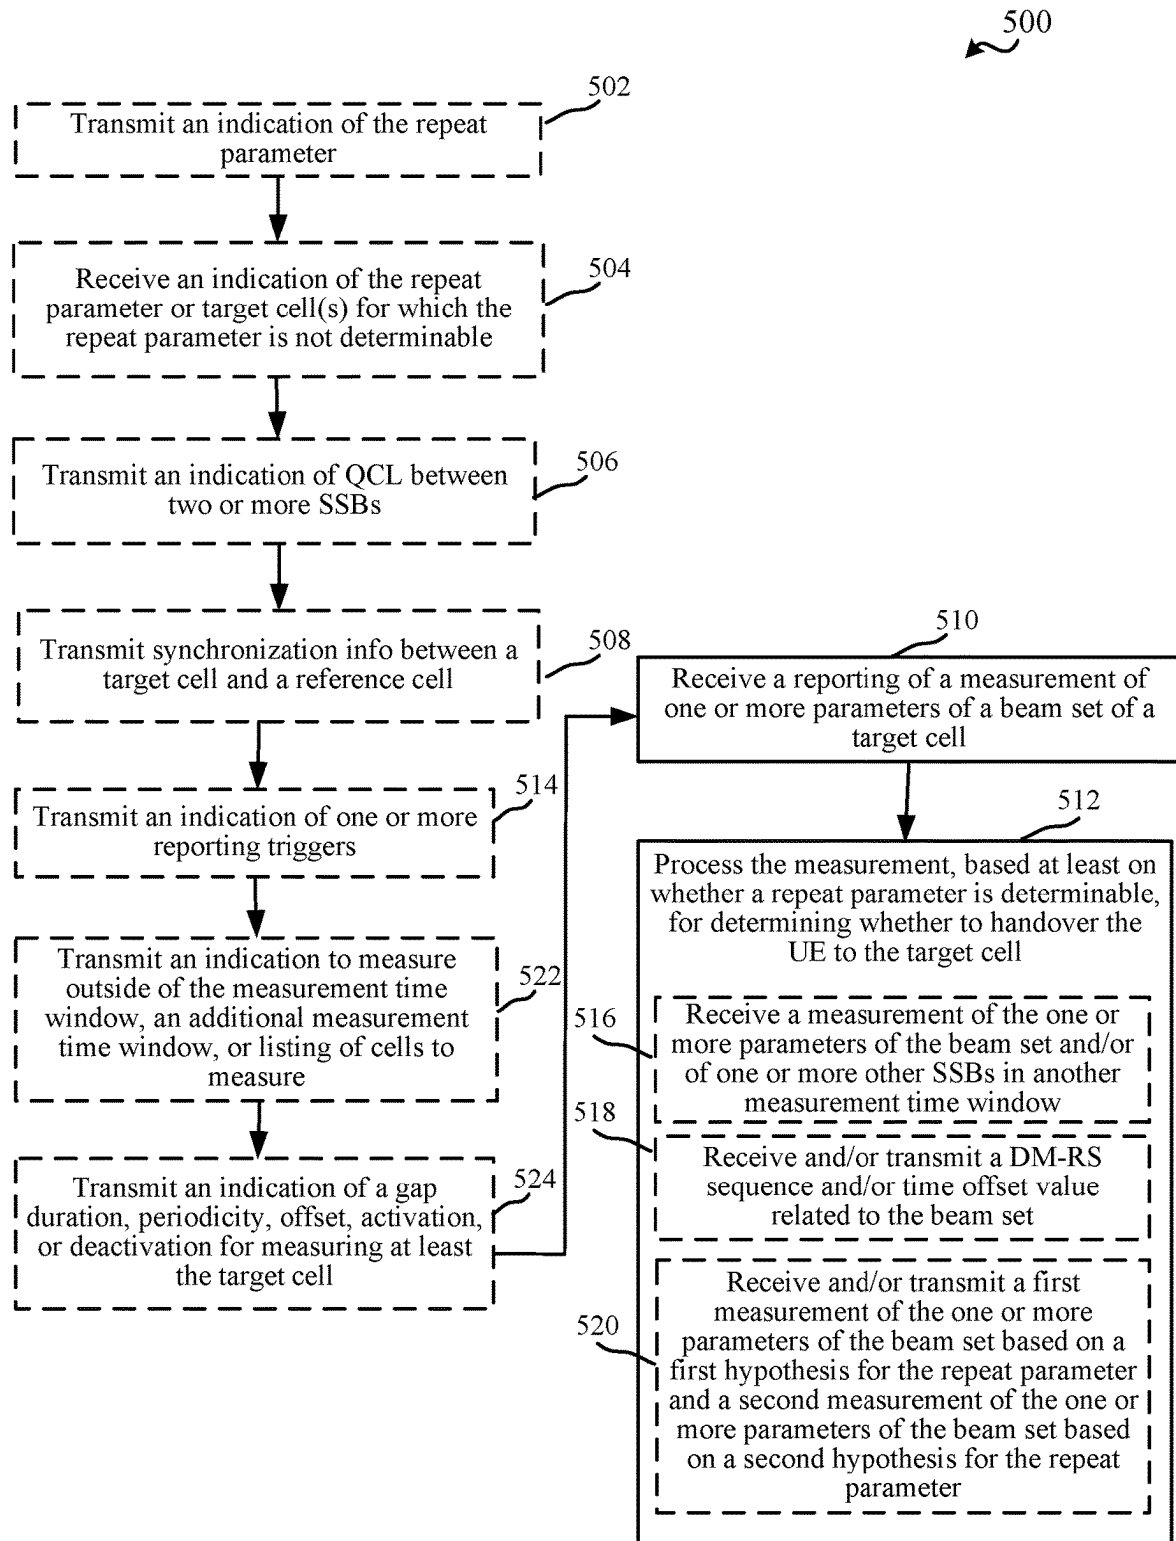 500
502
Transmit an indication of the repeat
parameter
504
Receive an indication of the repeat
parameter or target cell(s) for which the
repeat parameter is not determinable
506
Transmit an indication of QCL between
two or more SSBs
508
Transmit synchronization info between a
target cell and a reference cell
514
Transmit an indication of one or more
reporting triggers
522
Transmit an indication to measure
outside of the measurement time
window, an additional measurement
time window, or listing of cells to
measure
524
Transmit an indication of a gap
duration, periodicity, offset, activation,
or deactivation for measuring at least
the target cell
510
Receive a reporting of a measurement of
one or more parameters of a beam set of a
target cell
512
Process the measurement, based at least on
whether a repeat parameter is determinable,
for determining whether to handover the
UE to the target cell
516
Receive a measurement of the one or
more parameters of the beam set and/or
of one or more other SSBs in another
measurement time window
518
Receive and/or transmit a DM-RS
sequence and/or time offset value
related to the beam set
520
Receive and/or transmit a first
measurement of the one or more
parameters of the beam set based on a
first hypothesis for the repeat parameter
and a second measurement of the one or
more parameters of the beam set based
on a second hypothesis for the repeat
parameter